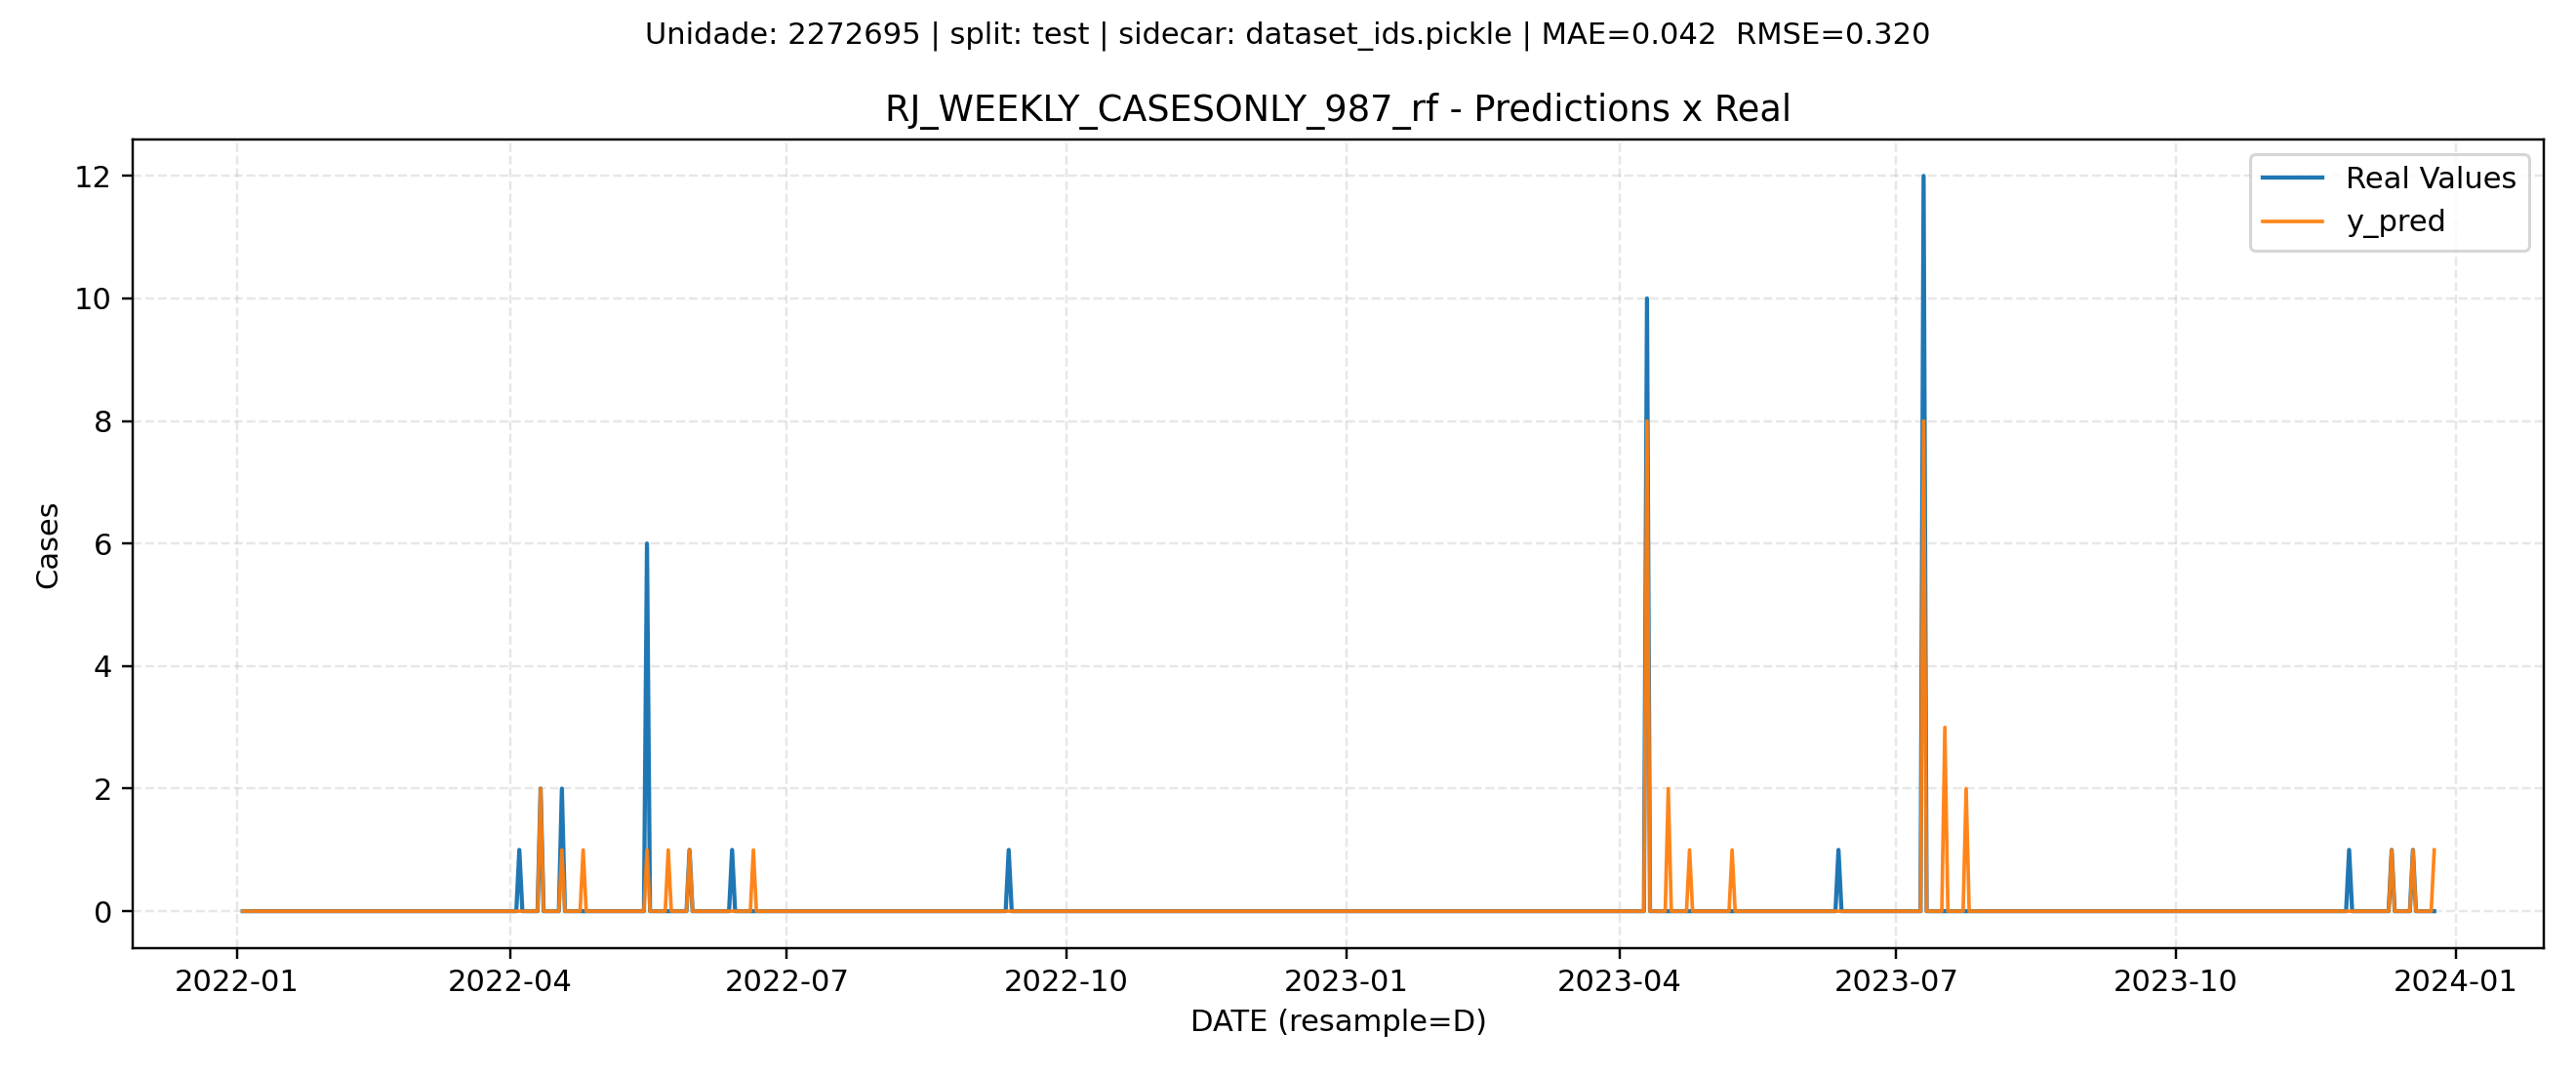 Unidade: 2272695 | split: test | sidecar: dataset_ids.pickle | MAE=0.042  RMSE=0.320
RJ_WEEKLY_CASESONLY_987_rf - Predictions x Real
Real Values
y_pred
12
10
8
6
4
2
0
Cases
2022-01
2022-04
2022-07
2022-10
2023-01
2023-04
2023-07
2023-10
2024-01
DATE (resample=D)